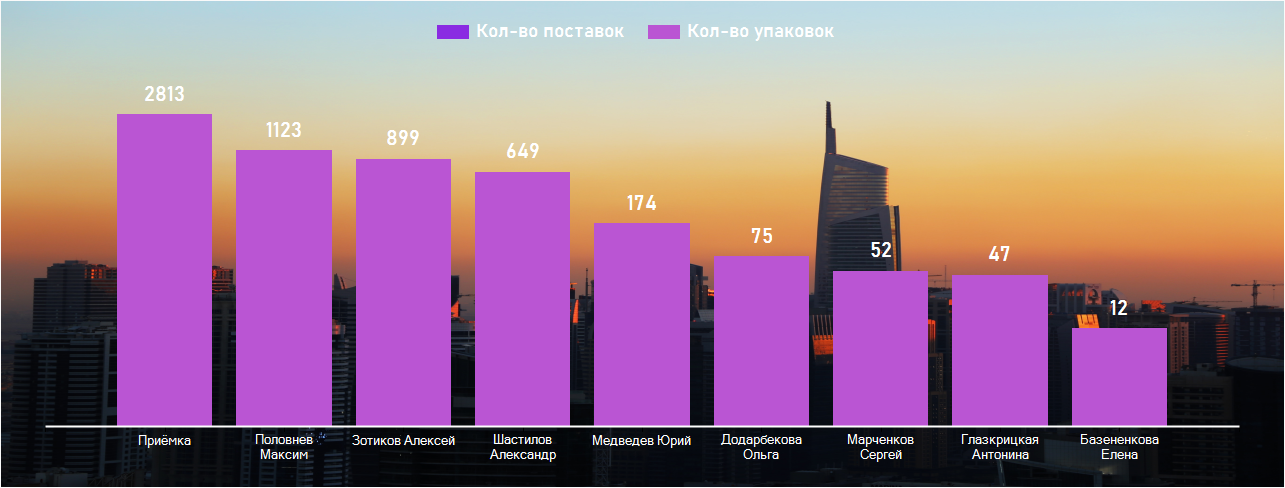 Кол-во поставок Кол-во упаковок
2813
1123
899
649
174
75
52
47
12
Приёмка
Половнев
Максим
Зотиков Алексей
Шастилов
Александр
Медведев Юрий
Додарбекова
Ольга
Марченков
Сергей
Глазкрицкая
Антонина
Базененкова
Елена